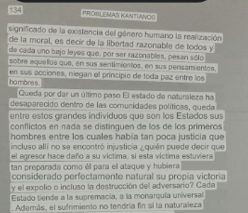 134
PROBLEMAS KANTIANOS
significado de la existencia del género humano la realización
de la moral, es decir de la libertad razonable de todos y
de cada uno bajo leyes que, por ser razonables, pesan sólo
sobre aquellos que, en sus sentimientos, en sus pensamientos,
en sus acciones, niegan el principio de toda paz entre los
hombres.
Queda por dar un último paso El estado de naturaleza ha
desaparecido dentro de las comunidades políticas, queda
entre estos grandes individuos que son los Estados sus
conflictos en nada se distinguen de los de los primeros
hombres entre los cuales había tan poca justicia que
incluso allí no se encontró injusticia ¿quién puede decir que
el agresor hace daño a su víctima, si esta víctima estuviera
tan preparada como él para el ataque y hubiera
considerado perfectamente natural su propia victoria
y el expolio e incluso la destrucción del adversario? Cada
Estado tiende a la supremacía, a la monarquía universal
Además, el sufrimiento no tendría fin si la naturaleza